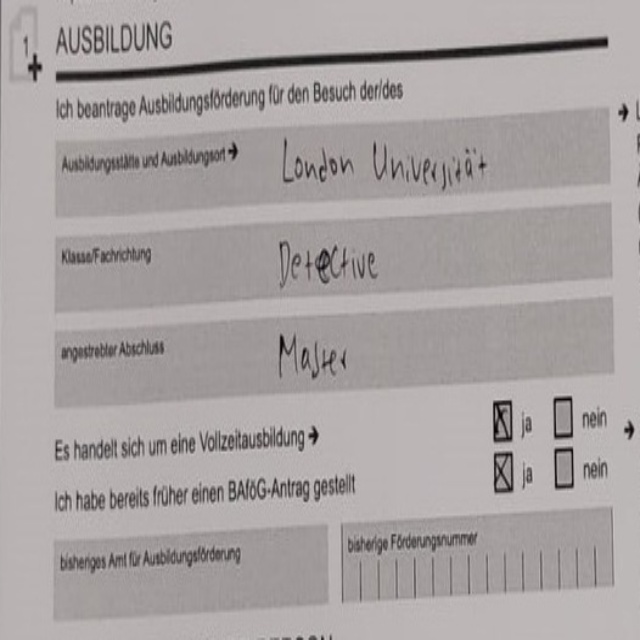 1
AUSBILDUNG
Ich beantrage Ausbildungsförderung für den Besuch der/des
Ausbildungsstätte und Ausbildungsort → London Universität
Klasse/Fachrichtung Detective
angestrebter Abschluss Master
Es handelt sich um eine Vollzeitausbildung → ja nein
Ich habe bereits früher einen BAföG-Antrag gestellt ja nein
bisheriges Amt für Ausbildungsförderung bisherige Förderungsnummer